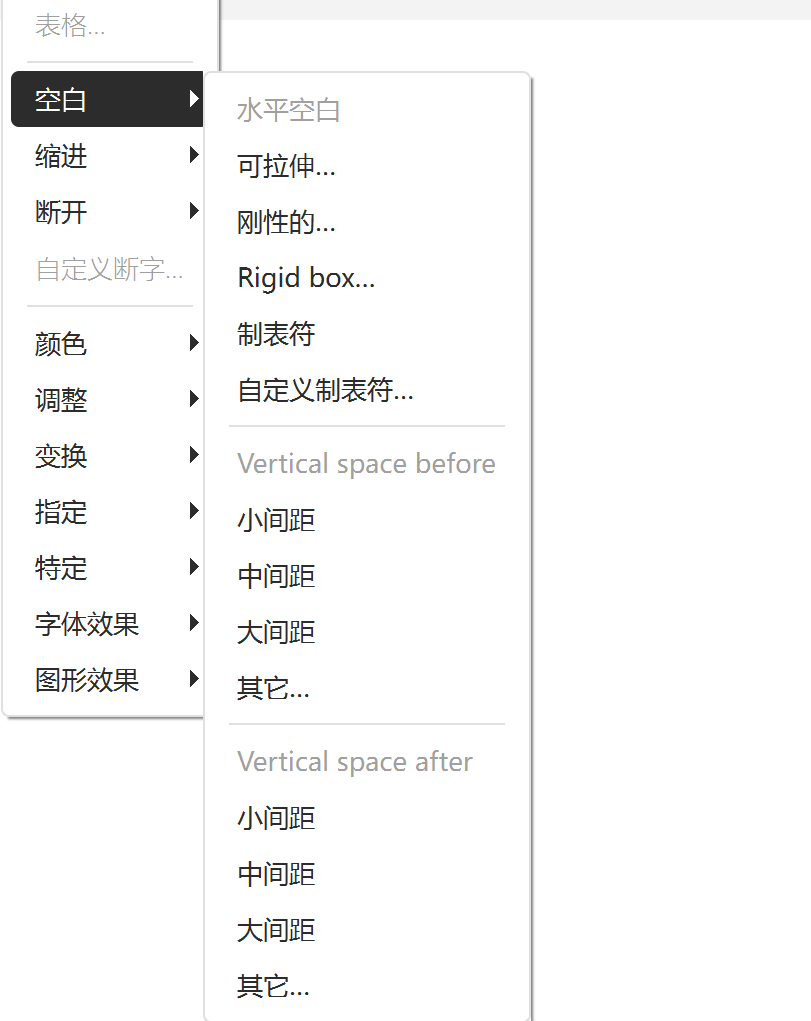 表格...
空白
缩进
断开
自定义断字...
颜色
调整
变换
指定
特定
字体效果
图形效果
水平空白
可拉伸...
刚性的...
Rigid box...
制表符
自定义制表符...
Vertical space before
小间距
中间距
大间距
其它...
Vertical space after
小间距
中间距
大间距
其它...